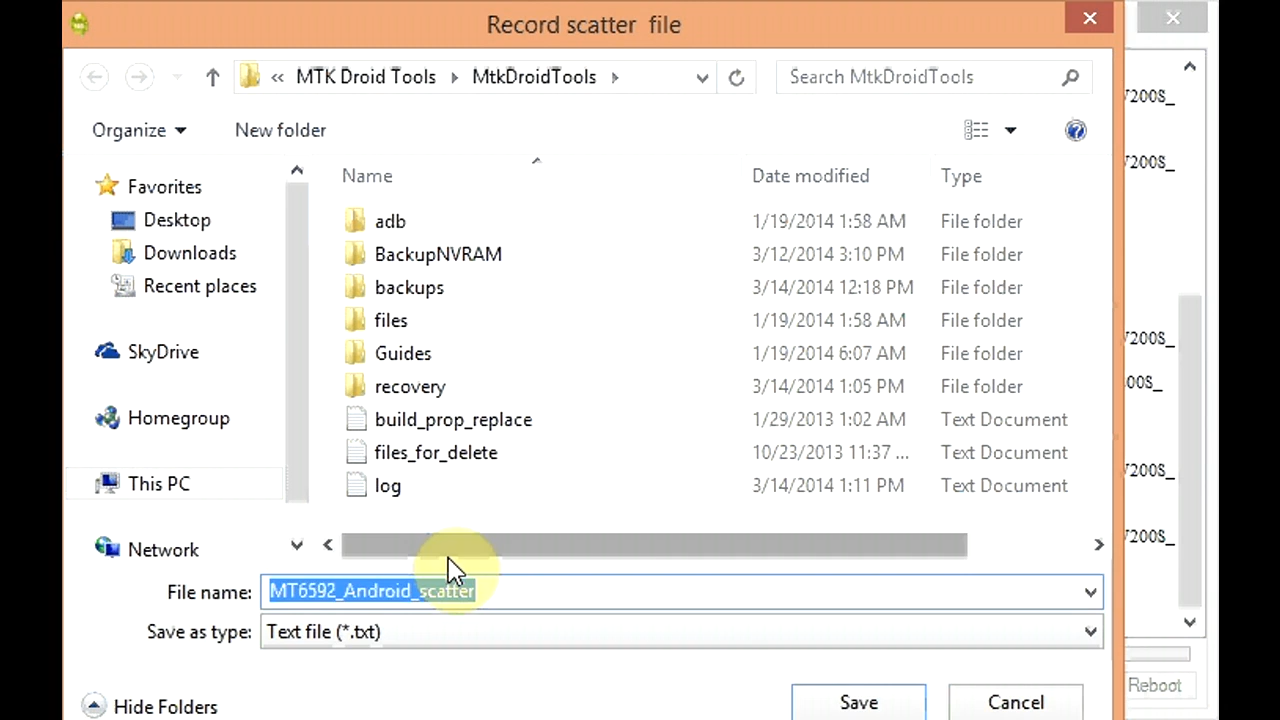 Record scatter file
« MTK Droid Tools MtkDroidTools Search MtkDroidTools
Organize New folder
Name Date modified Type
Favorites
Desktop
Downloads
Recent places
SkyDrive
Homegroup
This PC
Network
adb 1/19/2014 1:58 AM File folder
BackupNVRAM 3/12/2014 3:10 PM File folder
backups 3/14/2014 12:18 PM File folder
files 1/19/2014 1:58 AM File folder
Guides 1/19/2014 6:07 AM File folder
recovery 3/14/2014 1:05 PM File folder
build_prop_replace 1/29/2013 1:02 AM Text Document
files_for_delete 10/23/2013 11:37 ... Text Document
log 3/14/2014 1:11 PM Text Document
File name: MT6592_Android_scatter
Save as type: Text file (*.txt)
Hide Folders Save Cancel
Reboot